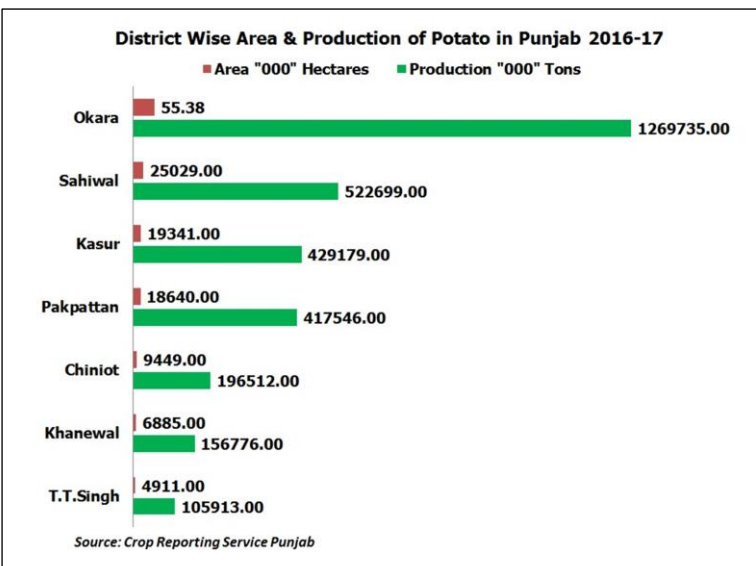 District Wise Area & Production of Potato in Punjab 2016-17
Area "000" Hectares Production "000" Tons
Okara
55.38
1269735.00
Sahiwal
25029.00
522699.00
Kasur
19341.00
429179.00
Pakpattan
18640.00
417546.00
Chiniot
9449.00
196512.00
Khanewal
6885.00
156776.00
T.T.Singh
4911.00
105913.00
Source: Crop Reporting Service Punjab